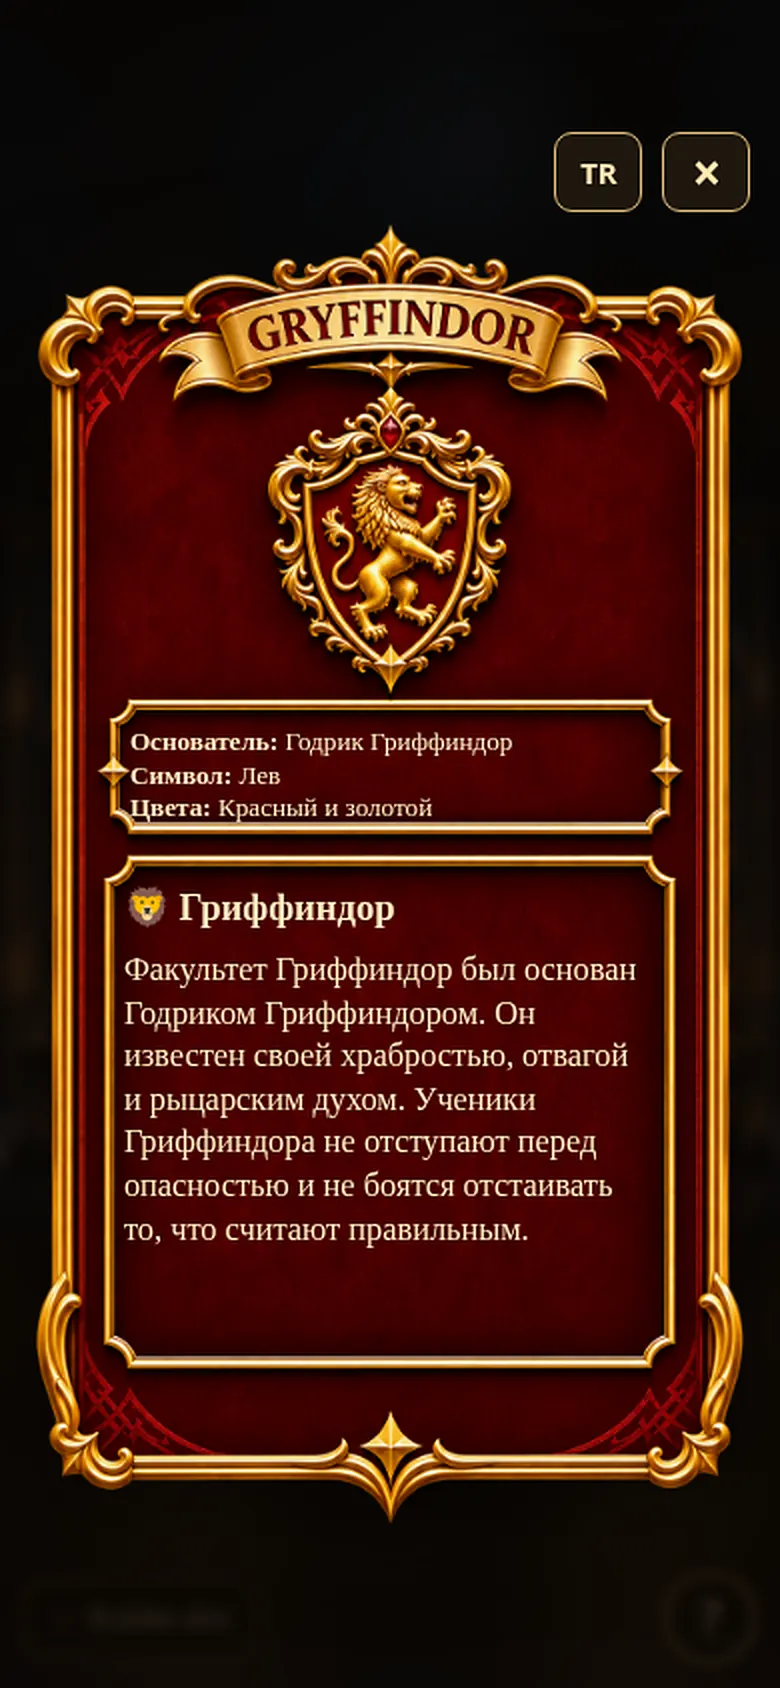 TR ✕
GRYFFINDOR
Основатель: Годрик Гриффиндор
Символ: Лев
Цвета: Красный и золотой
🦁 Гриффиндор
Факультет Гриффиндор был основан
Годриком Гриффиндором. Он
известен своей храбростью, отвагой
и рыцарским духом. Ученики
Гриффиндора не отступают перед
опасностью и не боятся отстаивать
то, что считают правильным.